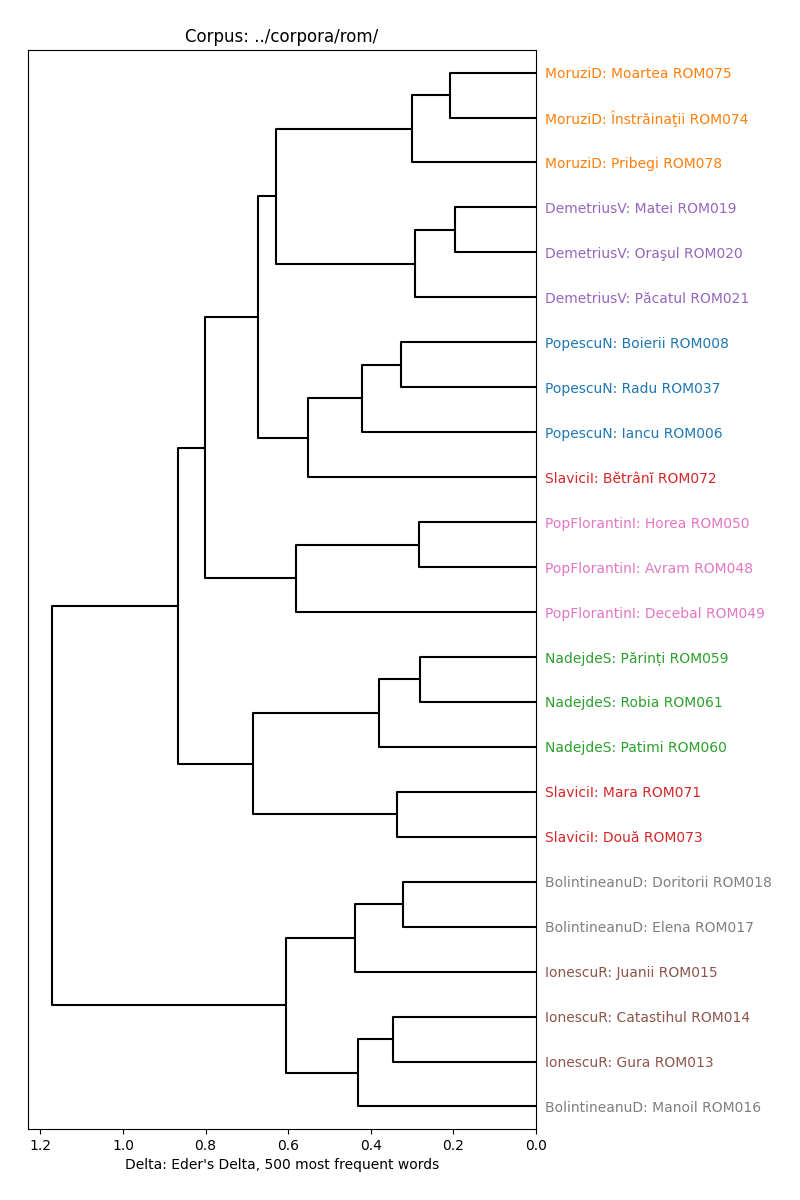 Corpus: ../corpora/rom/
MoruziD: Moartea ROM075
MoruziD: Înstrăinaţii ROM074
MoruziD: Pribegi ROM078
DemetriusV: Matei ROM019
DemetriusV: Oraşul ROM020
DemetriusV: Păcatul ROM021
PopescuN: Boierii ROM008
PopescuN: Radu ROM037
PopescuN: Iancu ROM006
SlaviciI: Bĕtrânĭ ROM072
PopFlorantinI: Horea ROM050
PopFlorantinI: Avram ROM048
PopFlorantinI: Decebal ROM049
NadejdeS: Părinți ROM059
NadejdeS: Robia ROM061
NadejdeS: Patimi ROM060
SlaviciI: Mara ROM071
SlaviciI: Două ROM073
BolintineanuD: Doritorii ROM018
BolintineanuD: Elena ROM017
IonescuR: Juanii ROM015
IonescuR: Catastihul ROM014
IonescuR: Gura ROM013
BolintineanuD: Manoil ROM016
1.2 1.0 0.8 0.6 0.4 0.2 0.0
Delta: Eder's Delta, 500 most frequent words